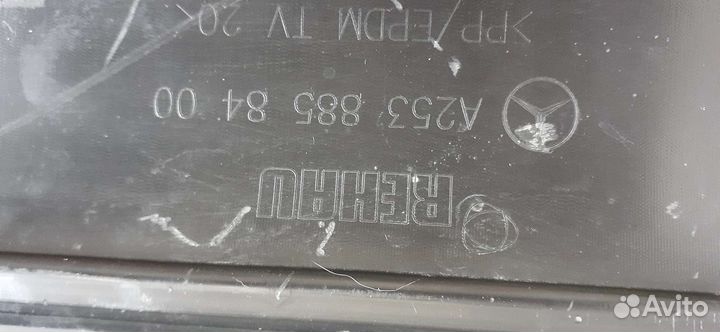 REHAU
A253 885 84 00
>PP/EPDM TV 20<
Avito